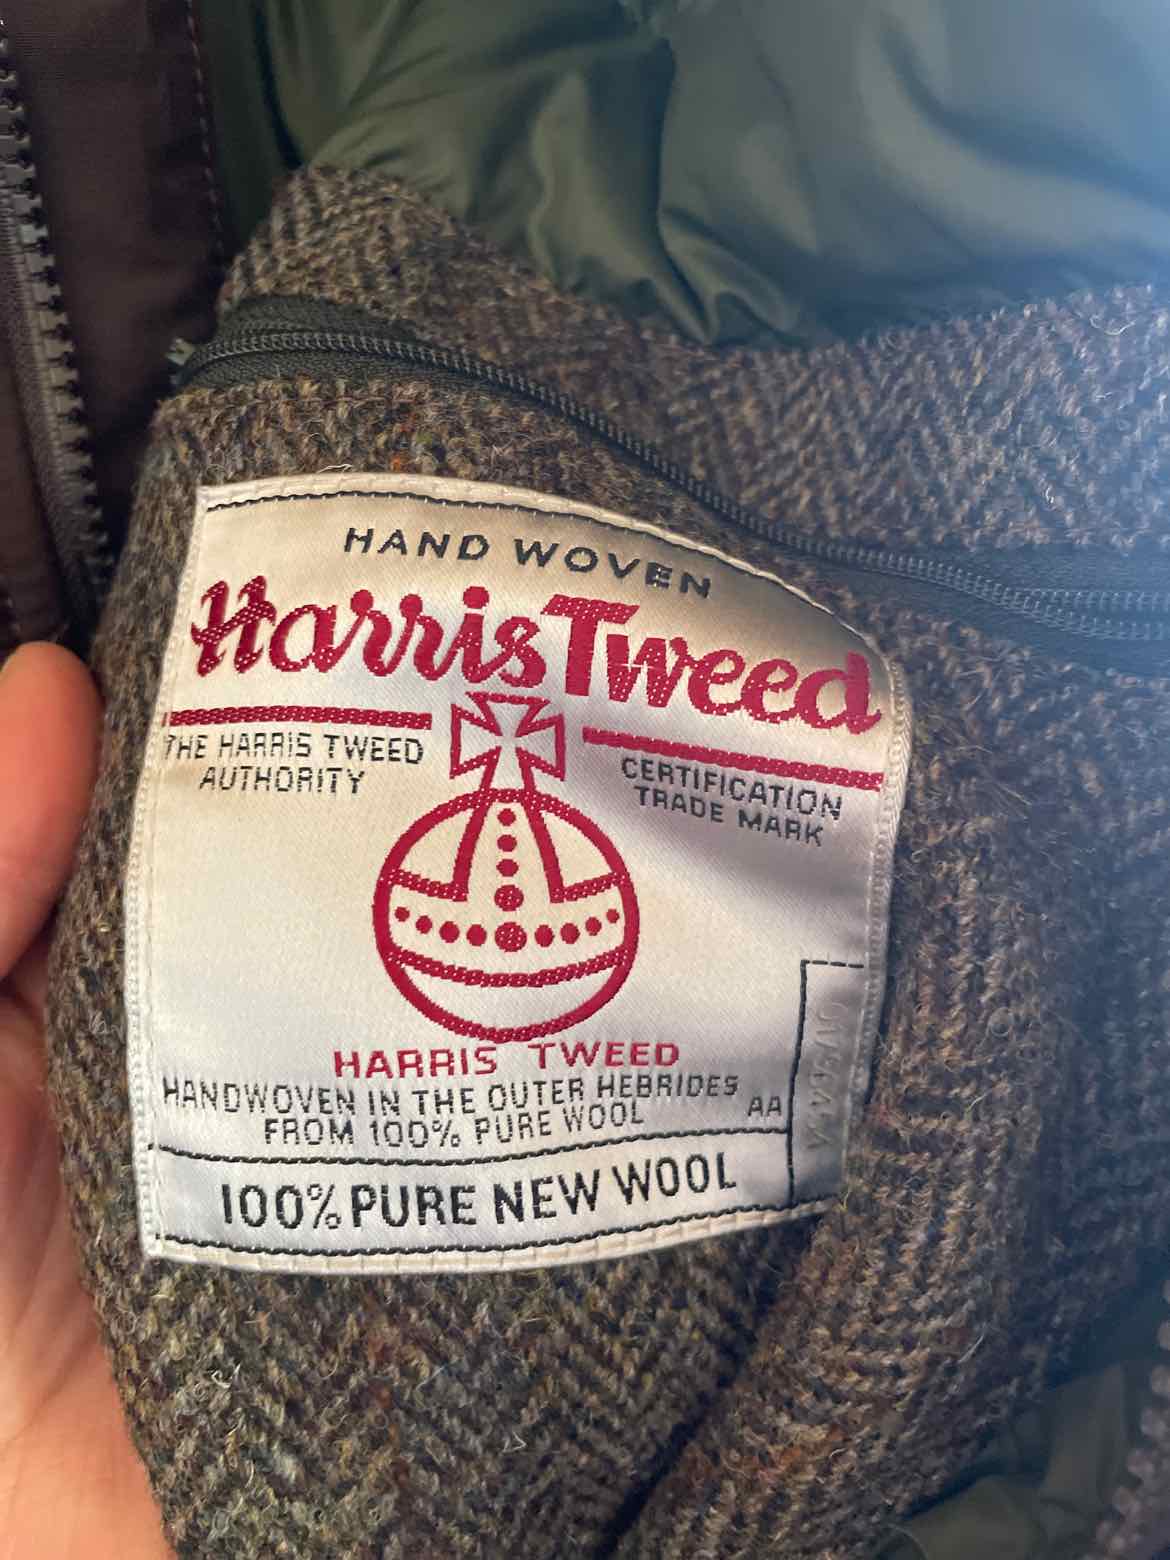 HAND WOVEN
Harris Tweed
THE HARRIS TWEED
AUTHORITY
CERTIFICATION
TRADE MARK
HARRIS TWEED
HANDWOVEN IN THE OUTER HEBRIDES
FROM 100% PURE WOOL
AA
100% PURE NEW WOOL